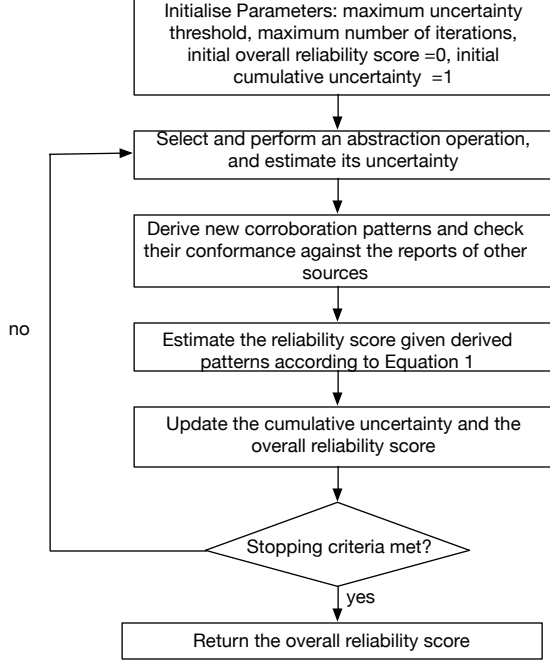 Initialise Parameters: maximum uncertainty
threshold, maximum number of iterations,
initial overall reliability score =0, initial
cumulative uncertainty =1
Select and perform an abstraction operation,
and estimate its uncertainty
Derive new corroboration patterns and check
their conformance against the reports of other
sources
no
Estimate the reliability score given derived
patterns according to Equation 1
Update the cumulative uncertainty and the
overall reliability score
Stopping criteria met?
yes
Return the overall reliability score